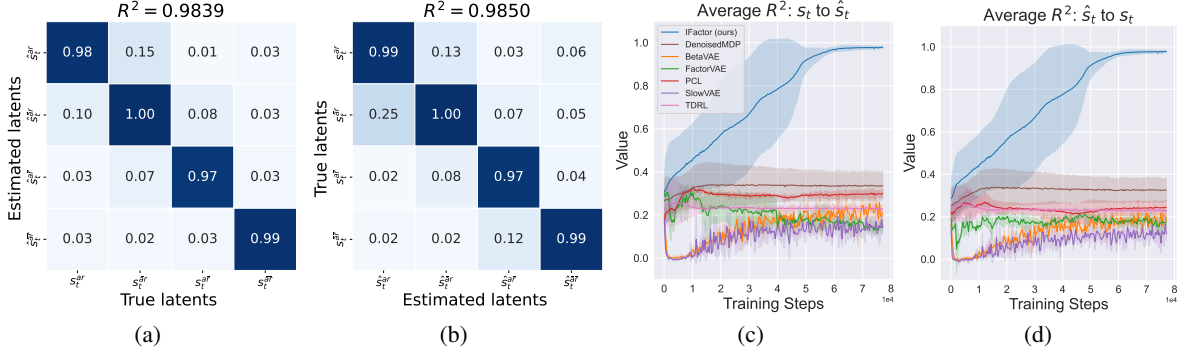 R² = 0.9839
Estimated latents
ŝₜᵃʳ 0.98 0.15 0.01 0.03
0.10 1.00 0.08 0.03
0.03 0.07 0.97 0.03
0.03 0.02 0.03 0.99
True latents
(a)
R² = 0.9850
True latents
0.99 0.13 0.03 0.06
0.25 1.00 0.07 0.05
0.02 0.08 0.97 0.04
0.02 0.02 0.12 0.99
Estimated latents
(b)
Average R²: sₜ to ŝₜ
Value
1.0
0.8
0.6
0.4
0.2
0.0
IFactor (ours)
DenoisedMDP
BetaVAE
FactorVAE
PCL
SlowVAE
TDRL
0 1 2 3 4 5 6 7 8
1e4
Training Steps
(c)
Average R²: ŝₜ to sₜ
Value
1.0
0.8
0.6
0.4
0.2
0.0
0 1 2 3 4 5 6 7 8
1e4
Training Steps
(d)